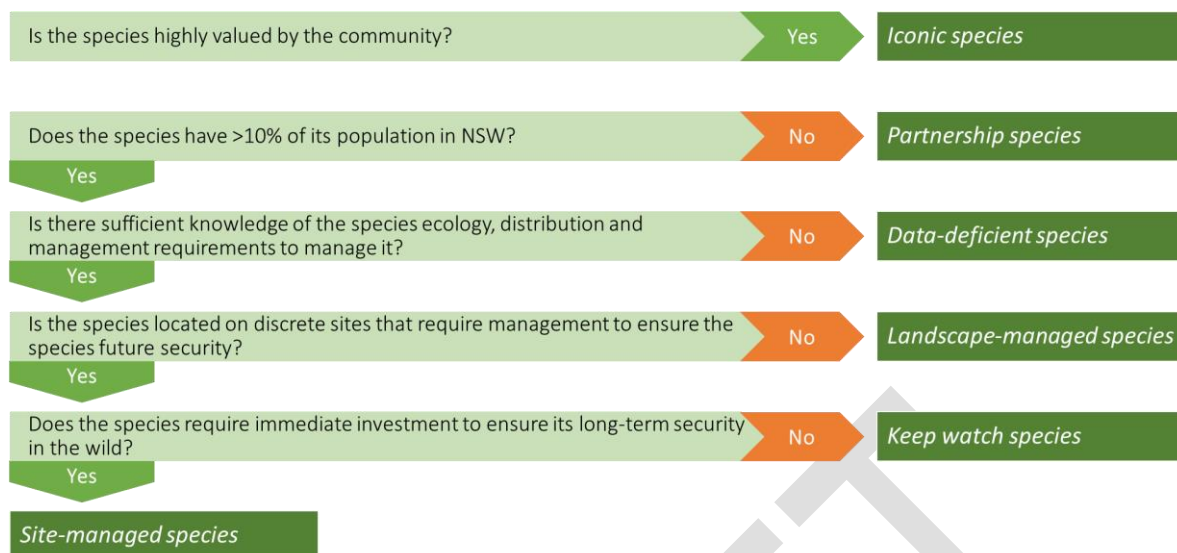 Is the species highly valued by the community?
Yes
Iconic species
Does the species have >10% of its population in NSW?
No
Partnership species
Yes
Is there sufficient knowledge of the species ecology, distribution and
management requirements to manage it?
No
Data-deficient species
Yes
Is the species located on discrete sites that require management to ensure the
species future security?
No
Landscape-managed species
Yes
Does the species require immediate investment to ensure its long-term security
in the wild?
No
Keep watch species
Yes
Site-managed species